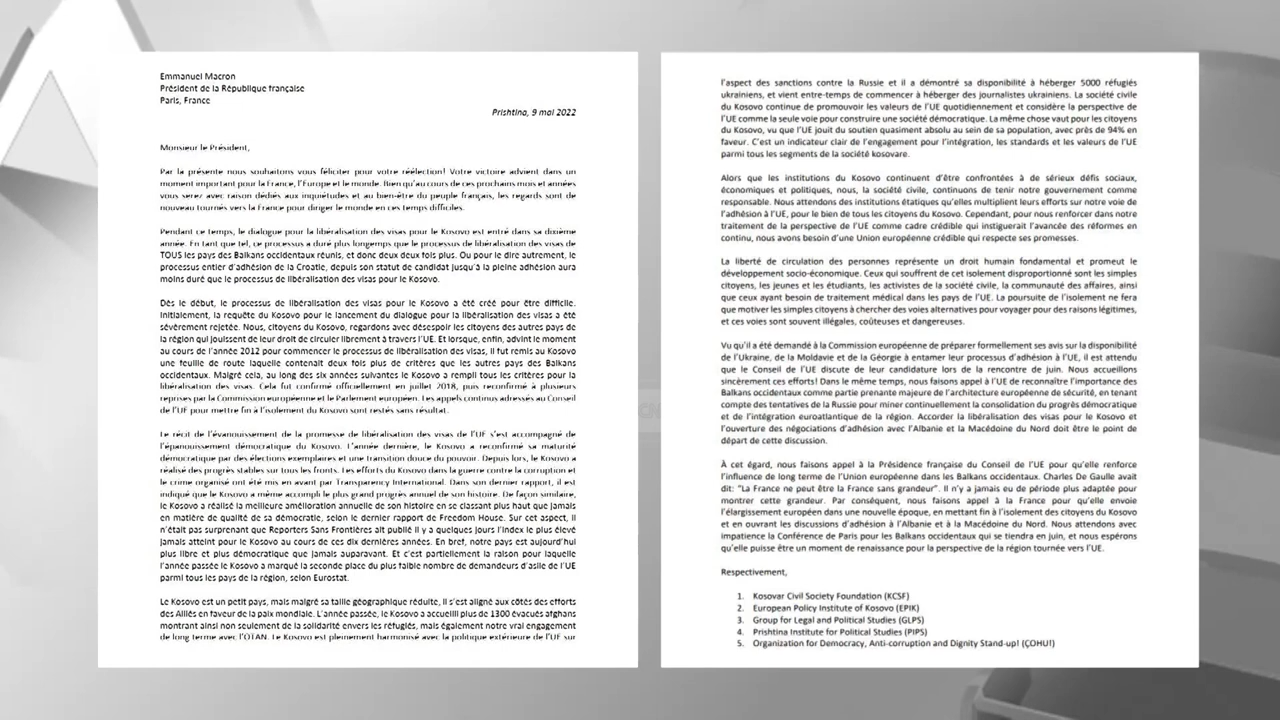 Emmanuel Macron
Président de la République française
Paris, France
Prishtina, 9 mai 2022
Monsieur le Président,
Par la présente nous souhaitons vous féliciter pour votre réélection! Votre victoire advient dans un
moment important pour la France, l'Europe et le monde. Bien qu'au cours de ces prochains mois et années
vous serez avec raison dédiés aux inquiétudes et au bien-être du peuple français, les regards sont de
nouveau tournés vers la France pour diriger le monde en ces temps difficiles.
Pendant ce temps, le dialogue pour la libéralisation des visas pour le Kosovo est entré dans sa dixième
année. En tant que tel, ce processus a duré plus longtemps que le processus de libéralisation des visas de
TOUS les pays des Balkans occidentaux réunis, et donc deux deux fois plus. Ou pour le dire autrement, le
processus entier d'adhésion de la Croatie, depuis son statut de candidat jusqu'à la pleine adhésion aura
moins duré que le processus de libéralisation des visas pour le Kosovo.
Dès le début, le processus de libéralisation des visas pour le Kosovo a été créé pour être difficile.
Initialement, la requête du Kosovo pour le lancement du dialogue pour la libéralisation des visas a été
sévèrement rejetée. Nous, citoyens du Kosovo, regardons avec désespoir les citoyens des autres pays de
la région qui jouissent de leur droit de circuler librement à travers l'UE. Et lorsque, enfin, advint le moment
au cours de l'année 2012 pour commencer le processus de libéralisation des visas, il fut remis au Kosovo
une feuille de route laquelle contenait deux fois plus de critères que les autres pays des Balkans
occidentaux. Malgré cela, au long des six années suivantes le Kosovo a rempli tous les critères pour la
libéralisation des visas. Cela fut confirmé officiellement en juillet 2018, puis reconfirmé à plusieurs
reprises par la Commission européenne et le Parlement européen. Les appels continus adressés au Conseil
de l'UF pour mettre fin à l'isolement du Kosovo sont restés sans résultat.
Le récit de l'évanouissement de la promesse de libéralisation des visas de l'UF s'est accompagné de
l'épanouissement démocratique du Kosovo. L'année dernière, le Kosovo a reconfirmé sa maturité
démocratique par des élections exemplaires et une transition douce du pouvoir. Depuis lors, le Kosovo a
réalisé des progrès stables sur tous les fronts. Les efforts du Kosovo dans la guerre contre la corruption et
le crime organisé ont été mis en avant par Transparency International. Dans son dernier rapport, il est
indiqué que le Kosovo a même accompli le plus grand progrès annuel de son histoire. De façon similaire,
le Kosovo a réalisé la meilleure amélioration annuelle de son histoire en se classant plus haut que jamais
en matière de qualité de sa démocratie, selon le dernier rapport de Freedom House. Sur cet aspect, il
n'était pas surprenant que Reporters Sans Frontières ait publié il y a quelques jours l'Index le plus élevé
jamais atteint pour le Kosovo au cours de ces dix dernières années. En bref, notre pays est aujourd'hui
plus libre et plus démocratique que jamais auparavant. Et c'est partiellement la raison pour laquelle
l'année passée le Kosovo a marqué la seconde place du plus faible nombre de demandeurs d'asile de l'UE
parmi tous les pays de la région, selon Eurostat.
Le Kosovo est un petit pays, mais malgré sa taille géographique réduite, il s'est aligné aux côtés des efforts
des Alliés en faveur de la paix mondiale. L'année passée, le Kosovo a accueilli plus de 1300 évacués afghans
montrant ainsi non seulement de la solidarité envers les réfugiés, mais également notre vrai engagement
de long terme avec l'OTAN. Le Kosovo est pleinement harmonisé avec la politique extérieure de l'UE sur
l'aspect des sanctions contre la Russie et il a démontré sa disponibilité à héberger 5000 réfugiés
ukrainiens, et vient entre-temps de commencer à héberger des journalistes ukrainiens. La société civile
du Kosovo continue de promouvoir les valeurs de l'UE quotidiennement et considère la perspective de
l'UE comme la seule voie pour construire une société démocratique. La même chose vaut pour les citoyens
du Kosovo, vu que l'UE jouit du soutien quasiment absolu au sein de sa population, avec près de 94% en
faveur. C'est un indicateur clair de l'engagement pour l'intégration, les standards et les valeurs de l'UE
parmi tous les segments de la société kosovare.
Alors que les institutions du Kosovo continuent d'être confrontées à de sérieux défis sociaux,
économiques et politiques, nous, la société civile, continuons de tenir notre gouvernement comme
responsable. Nous attendons des institutions étatiques qu'elles multiplient leurs efforts sur notre voie de
l'adhésion à l'UE, pour le bien de tous les citoyens du Kosovo. Cependant, pour nous renforcer dans notre
traitement de la perspective de l'UE comme cadre crédible qui instiguerait l'avancée des réformes en
continu, nous avons besoin d'une Union européenne crédible qui respecte ses promesses.
La liberté de circulation des personnes représente un droit humain fondamental et promeut le
développement socio-économique. Ceux qui souffrent de cet isolement disproportionné sont les simples
citoyens, les jeunes et les étudiants, les activistes de la société civile, la communauté des affaires, ainsi
que ceux ayant besoin de traitement médical dans les pays de l'UE. La poursuite de l'isolement ne fera
que motiver les simples citoyens à chercher des voies alternatives pour voyager pour des raisons légitimes,
et ces voies sont souvent illégales, coûteuses et dangereuses.
Vu qu'il a été demandé à la Commission européenne de préparer formellement ses avis sur la disponibilité
de l'Ukraine, de la Moldavie et de la Géorgie à entamer leur processus d'adhésion à l'UE, il est attendu
que le Conseil de l'UE discute de leur candidature lors de la rencontre de juin. Nous accueillons
sincèrement ces efforts! Dans le même temps, nous faisons appel à l'UE de reconnaître l'importance des
Balkans occidentaux comme partie prenante majeure de l'architecture européenne de sécurité, en tenant
compte des tentatives de la Russie pour miner continuellement la consolidation du progrès démocratique
et de l'intégration euroatlantique de la région. Accorder la libéralisation des visas pour le Kosovo et
l'ouverture des négociations d'adhésion avec l'Albanie et la Macédoine du Nord doit être le point de
départ de cette discussion.
À cet égard, nous faisons appel à la Présidence française du Conseil de l'UE pour qu'elle renforce
l'influence de long terme de l'Union européenne dans les Balkans occidentaux. Charles De Gaulle avait
dit: "La France ne peut être la France sans grandeur". Il n'y a jamais eu de période plus adaptée pour
montrer cette grandeur. Par conséquent, nous faisons appel à la France pour qu'elle envoie
l'élargissement européen dans une nouvelle époque, en mettant fin à l'isolement des citoyens du Kosovo
et en ouvrant les discussions d'adhésion à l'Albanie et à la Macédoine du Nord. Nous attendons avec
impatience la Conférence de Paris pour les Balkans occidentaux qui se tiendra en juin, et nous espérons
qu'elle puisse être un moment de renaissance pour la perspective de la région tournée vers l'UE.
Respectivement,
1. Kosovar Civil Society Foundation (KCSF)
2. European Policy Institute of Kosovo (EPIK)
3. Group for Legal and Political Studies (GLPS)
4. Prishtina Institute for Political Studies (PIPS)
5. Organization for Democracy, Anti-corruption and Dignity Stand-up! (ÇOHU!)